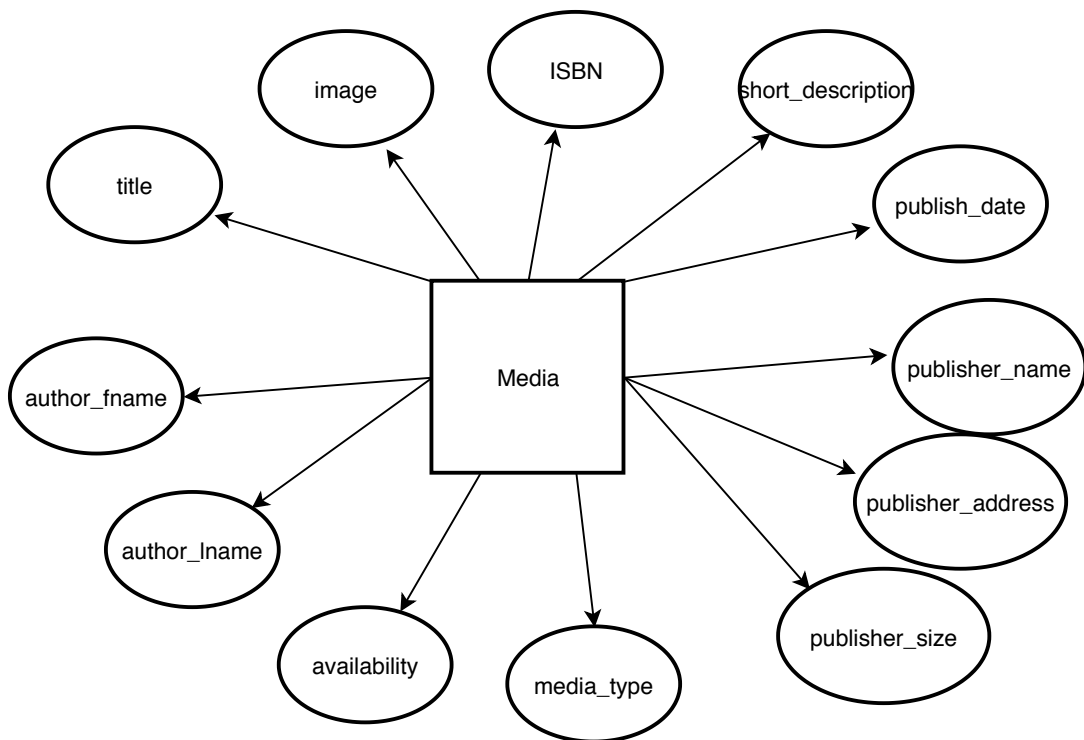 ISBN
image
short_description
title
publish_date
publisher_name
Media
author_fname
publisher_address
author_lname
publisher_size
availability
media_type